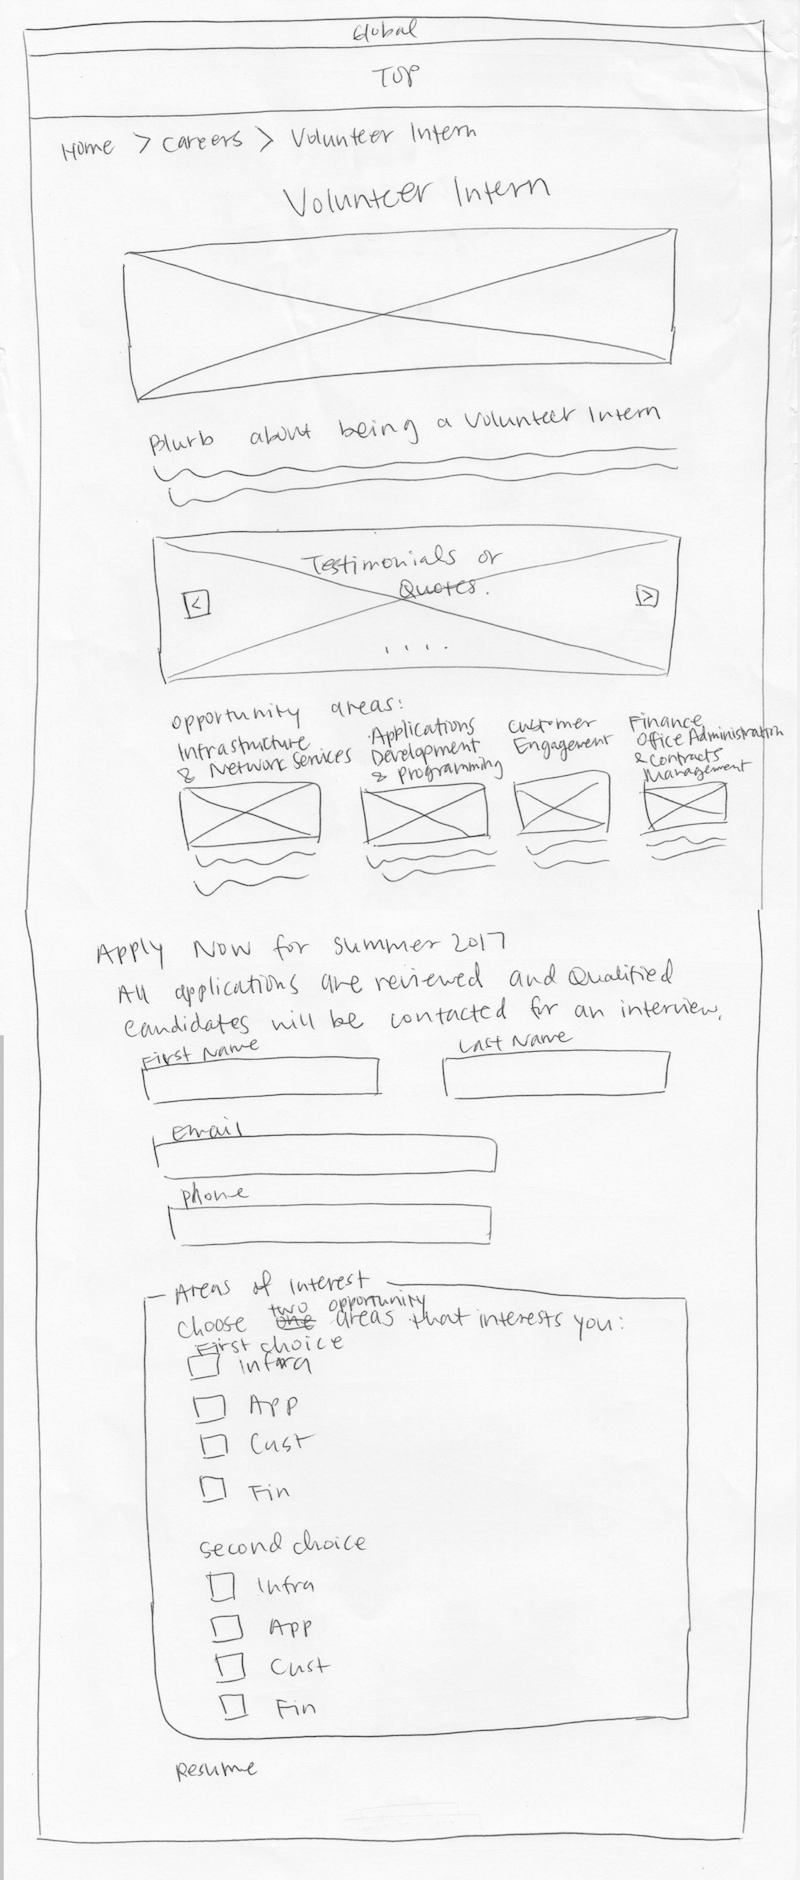 Global
TOP
Home > Careers > Volunteer Intern
Volunteer Intern
Blurb about being a Volunteer Intern
Testimonials or
Quotes.
<
>
. . . .
Opportunity areas:
Infrastructure
& Network Services
Applications
Development
& Programming
Customer
Engagement
Finance
Office Administration
& Contracts
Management
Apply Now for Summer 2017
All applications are reviewed and Qualified
candidates will be contacted for an interview.
First Name
Last Name
Email
Phone
Areas of Interest
Choose two opportunity areas that interests you:
First choice
Infra
App
Cust
Fin
Second choice
Infra
App
Cust
Fin
Resume